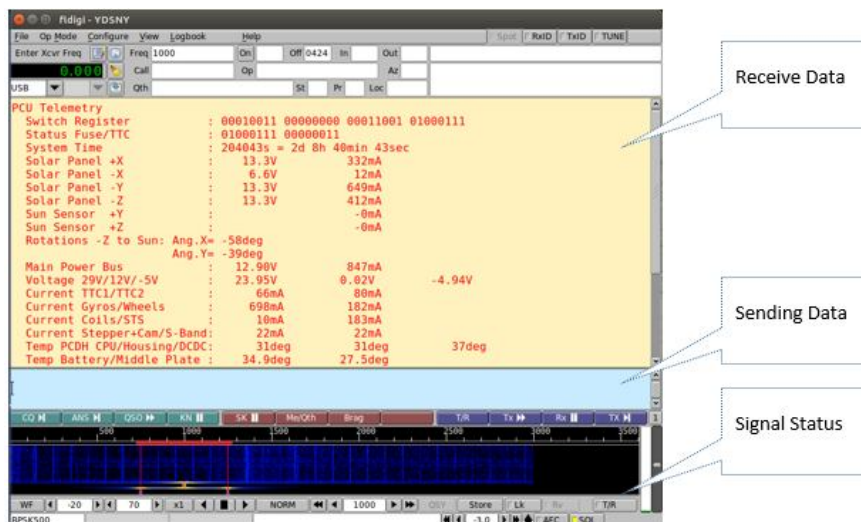 fldigi - YDSNY
File Op Mode Configure View Logbook Help Spot RxID TxID TUNE
Enter Xcvr Freq Freq 1000 On Off 0424 In Out
0.000 Call Op Az
USB Qth St Pr Loc
PCU Telemetry
Switch Register : 00010011 00000000 00011001 01000111
Status Fuse/TTC : 01000111 00000011
System Time : 204043s = 2d 8h 40min 43sec
Solar Panel +X : 13.3V 332mA
Solar Panel -X : 6.6V 12mA
Solar Panel -Y : 13.3V 649mA
Solar Panel -Z : 13.3V 412mA
Sun Sensor +Y : -0mA
Sun Sensor +Z : -0mA
Rotations -Z to Sun: Ang.X= -58deg
Ang.Y= -39deg
Main Power Bus : 12.90V 847mA
Voltage 29V/12V/-5V : 23.95V 0.02V -4.94V
Current TTC1/TTC2 : 66mA 80mA
Current Gyros/Wheels : 698mA 182mA
Current Coils/STS : 10mA 183mA
Current Stepper+Cam/S-Band: 22mA 22mA
Temp PCDH CPU/Housing/DCDC: 31deg 31deg 37deg
Temp Battery/Middle Plate : 34.9deg 27.5deg
CQ ANS QSO KN SK Me/Qth Brag T/R Tx Rx TX 1
500 1000 1500 2000 2500 3000 3500
WF -20 70 x1 NORM 1000 QSY Store Lk Rv T/R
BPSK500 -3.0 AFC SQL
Receive Data
Sending Data
Signal Status